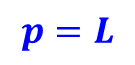 p = L